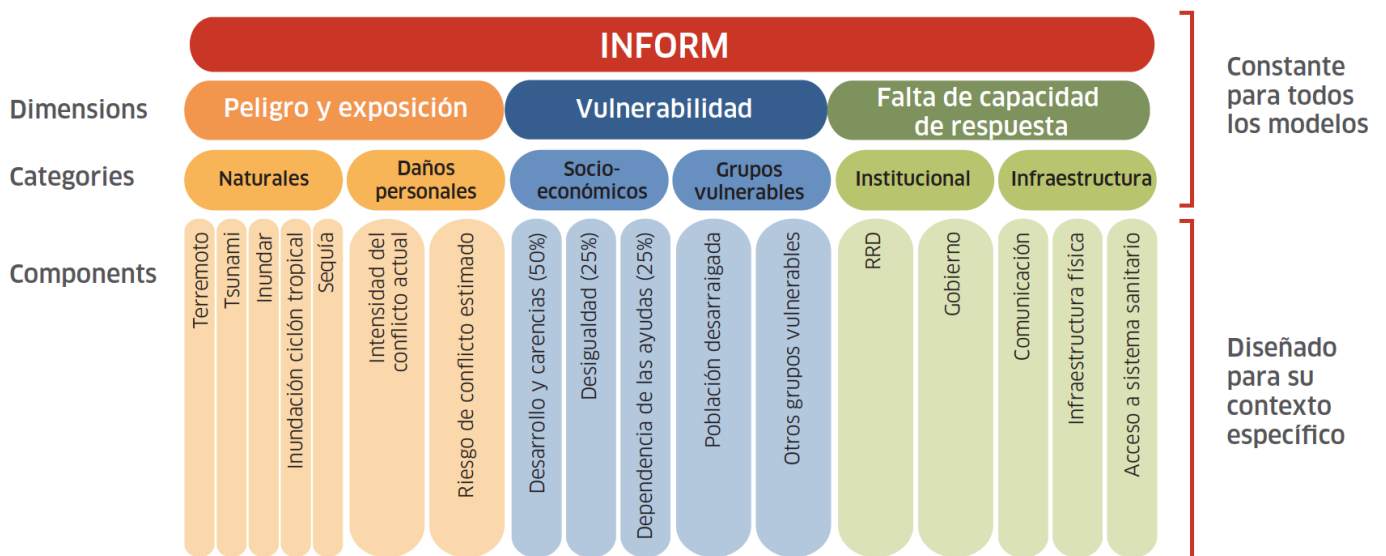 INFORM
Constante
para todos
los modelos
Dimensions
Peligro y exposición
Vulnerabilidad
Falta de capacidad
de respuesta
Categories
Naturales
Daños
personales
Socio-
económicos
Grupos
vulnerables
Institucional
Infraestructura
Components
Terremoto
Tsunami
Inundar
Inundación ciclón tropical
Sequía
Intensidad del
conflicto actual
Riesgo de conflicto estimado
Desarrollo y carencias (50%)
Desigualdad (25%)
Dependencia de las ayudas (25%)
Población desarraigada
Otros grupos vulnerables
RRD
Gobierno
Comunicación
Infraestructura física
Acceso a sistema sanitario
Diseñado
para su
contexto
específico